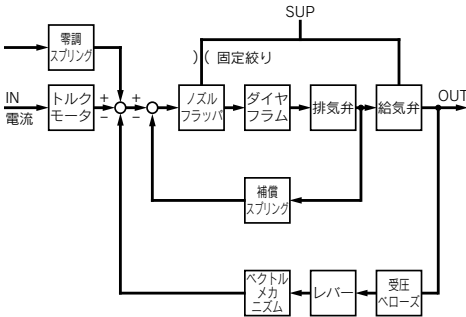 SUP
零調
スプリング
)( 固定絞り
IN
電流
トルク
モータ
+
−
+
−
ノズル
フラッパ
ダイヤ
フラム
排気弁
給気弁
OUT
補償
スプリング
ベクトル
メカ
ニズム
レバー
受圧
ベローズ